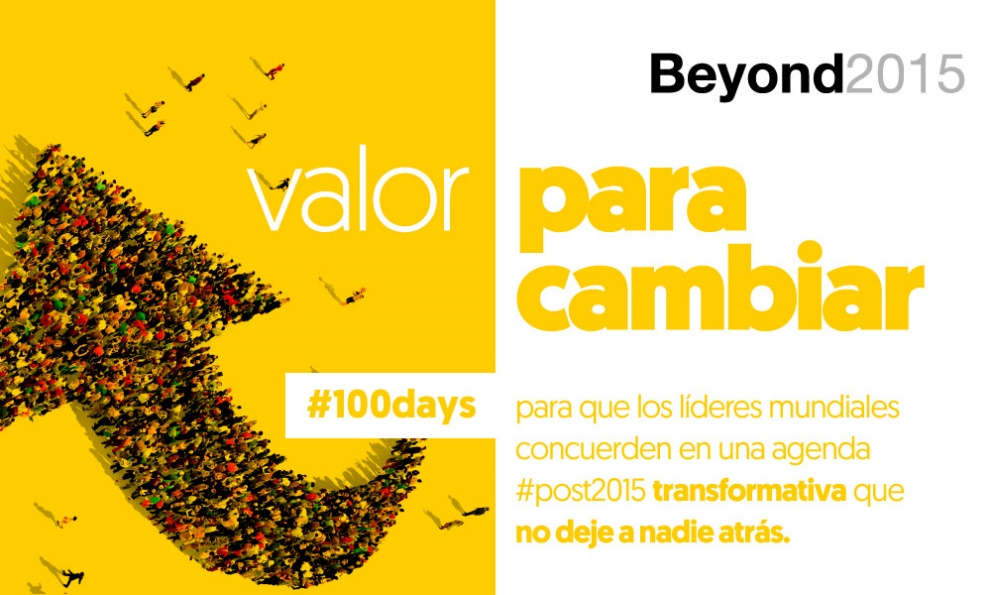 Beyond2015
valor para
cambiar
#100days
para que los líderes mundiales
concuerden en una agenda
#post2015 transformativa que
no deje a nadie atrás.